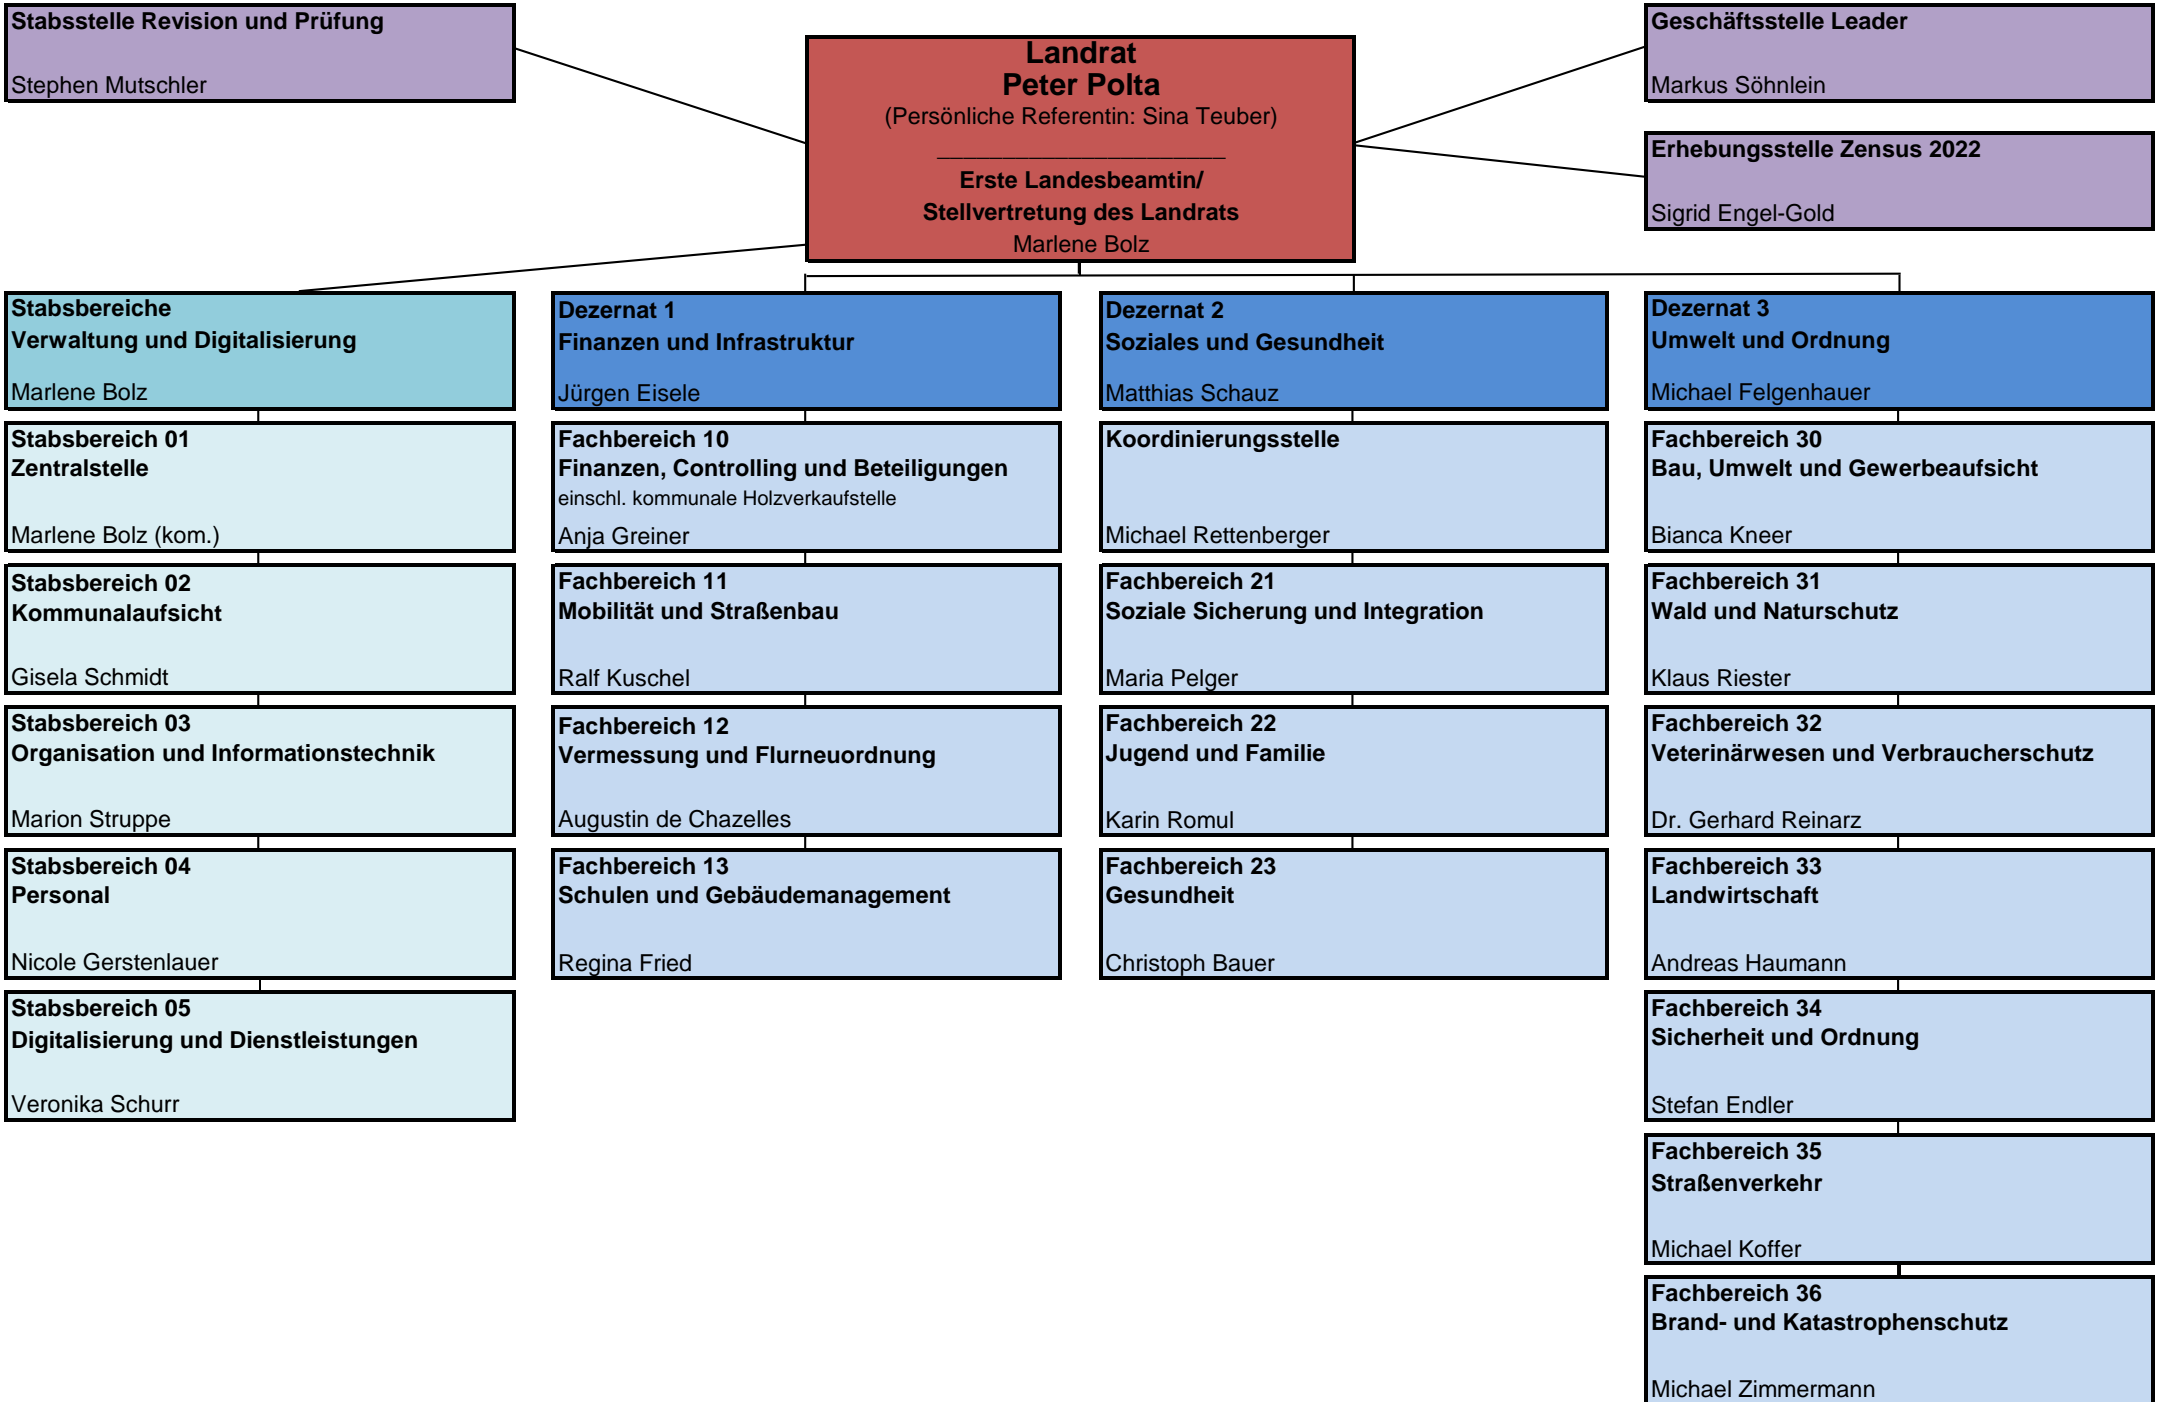 Stabsstelle Revision und Prüfung
Stephen Mutschler
Landrat
Peter Polta
(Persönliche Referentin: Sina Teuber)
Erste Landesbeamtin/
Stellvertretung des Landrats
Marlene Bolz
Geschäftsstelle Leader
Markus Söhnlein
Erhebungsstelle Zensus 2022
Sigrid Engel-Gold
Stabsbereiche
Verwaltung und Digitalisierung
Marlene Bolz
Stabsbereich 01
Zentralstelle
Marlene Bolz (kom.)
Stabsbereich 02
Kommunalaufsicht
Gisela Schmidt
Stabsbereich 03
Organisation und Informationstechnik
Marion Struppe
Stabsbereich 04
Personal
Nicole Gerstenlauer
Stabsbereich 05
Digitalisierung und Dienstleistungen
Veronika Schurr
Dezernat 1
Finanzen und Infrastruktur
Jürgen Eisele
Fachbereich 10
Finanzen, Controlling und Beteiligungen
einschl. kommunale Holzverkaufstelle
Anja Greiner
Fachbereich 11
Mobilität und Straßenbau
Ralf Kuschel
Fachbereich 12
Vermessung und Flurneuordnung
Augustin de Chazelles
Fachbereich 13
Schulen und Gebäudemanagement
Regina Fried
Dezernat 2
Soziales und Gesundheit
Matthias Schauz
Koordinierungsstelle
Michael Rettenberger
Fachbereich 21
Soziale Sicherung und Integration
Maria Pelger
Fachbereich 22
Jugend und Familie
Karin Romul
Fachbereich 23
Gesundheit
Christoph Bauer
Dezernat 3
Umwelt und Ordnung
Michael Felgenhauer
Fachbereich 30
Bau, Umwelt und Gewerbeaufsicht
Bianca Kneer
Fachbereich 31
Wald und Naturschutz
Klaus Riester
Fachbereich 32
Veterinärwesen und Verbraucherschutz
Dr. Gerhard Reinarz
Fachbereich 33
Landwirtschaft
Andreas Haumann
Fachbereich 34
Sicherheit und Ordnung
Stefan Endler
Fachbereich 35
Straßenverkehr
Michael Koffer
Fachbereich 36
Brand- und Katastrophenschutz
Michael Zimmermann